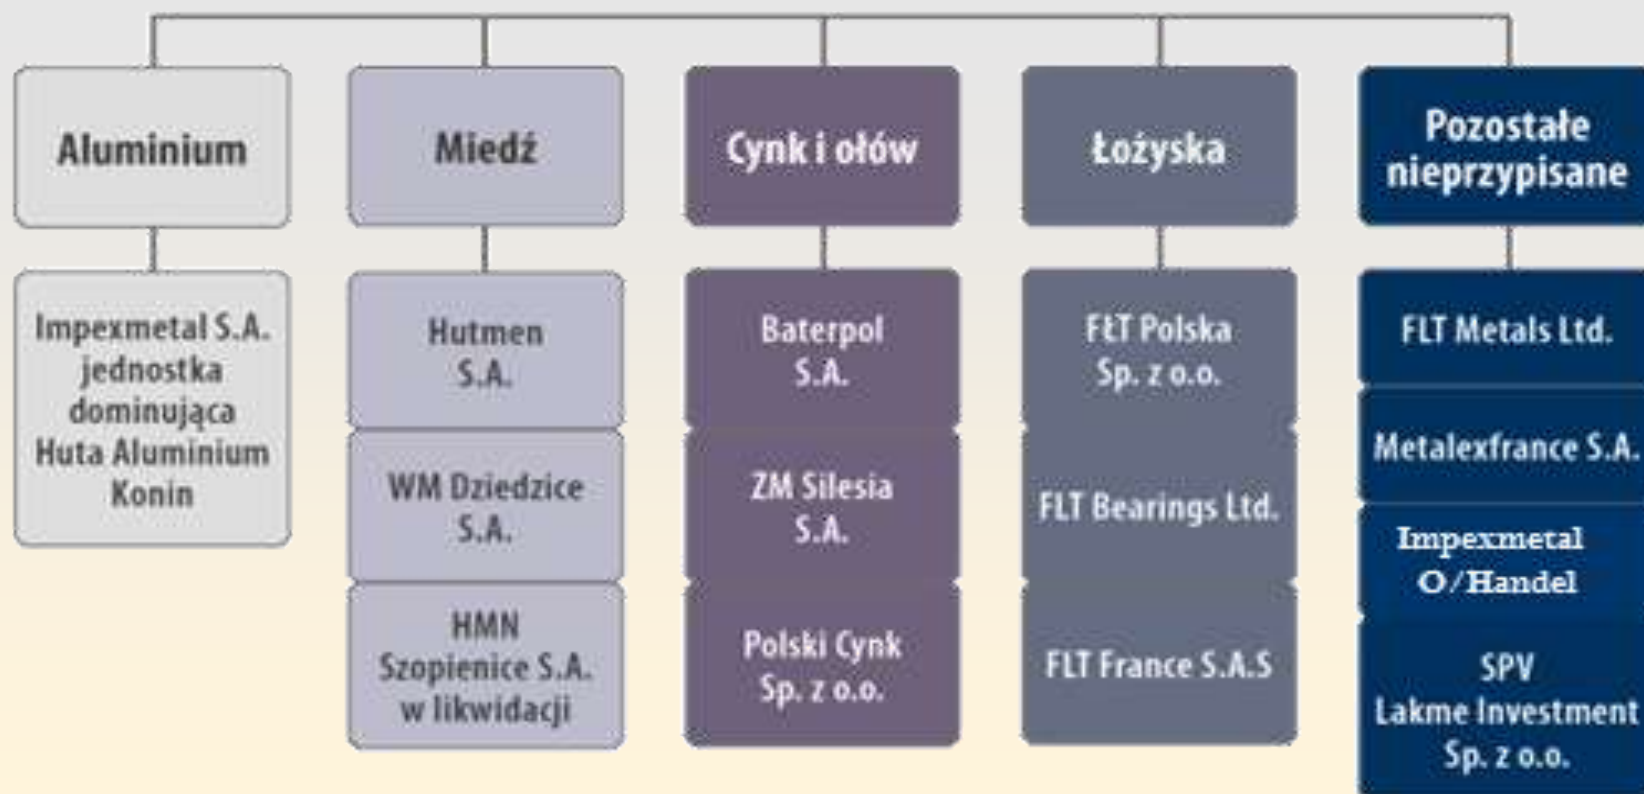 Aluminium
Miedź
Cynk i ołów
Łożyska
Pozostałe
nieprzypisane
Impexmetal S.A.
jednostka
dominująca
Huta Aluminium
Konin
Hutmen
S.A.
WM Dziedzice
S.A.
HMN
Szopienice S.A.
w likwidacji
Baterpol
S.A.
ZM Silesia
S.A.
Polski Cynk
Sp. z o.o.
FŁT Polska
Sp. z o.o.
FLT Bearings Ltd.
FLT France S.A.S
FLT Metals Ltd.
Metalexfrance S.A.
Impexmetal
O/Handel
SPV
Lakme Investment
Sp. z o.o.